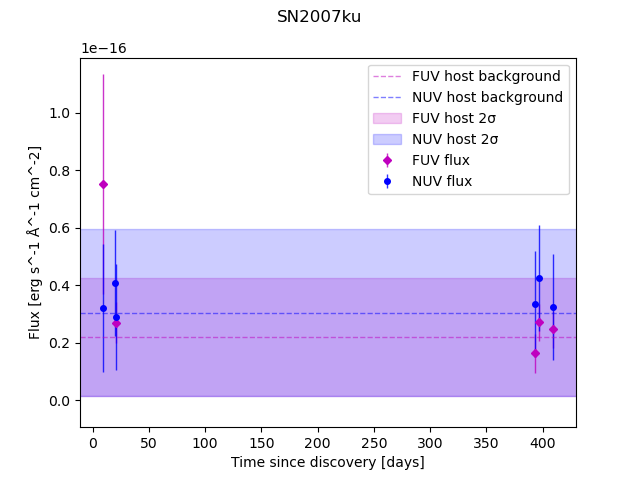 SN2007ku
1e−16
FUV host background
NUV host background
FUV host 2σ
NUV host 2σ
FUV flux
NUV flux
1.0
0.8
0.6
0.4
0.2
0.0
Flux [erg s^-1 Å^-1 cm^-2]
0 50 100 150 200 250 300 350 400
Time since discovery [days]